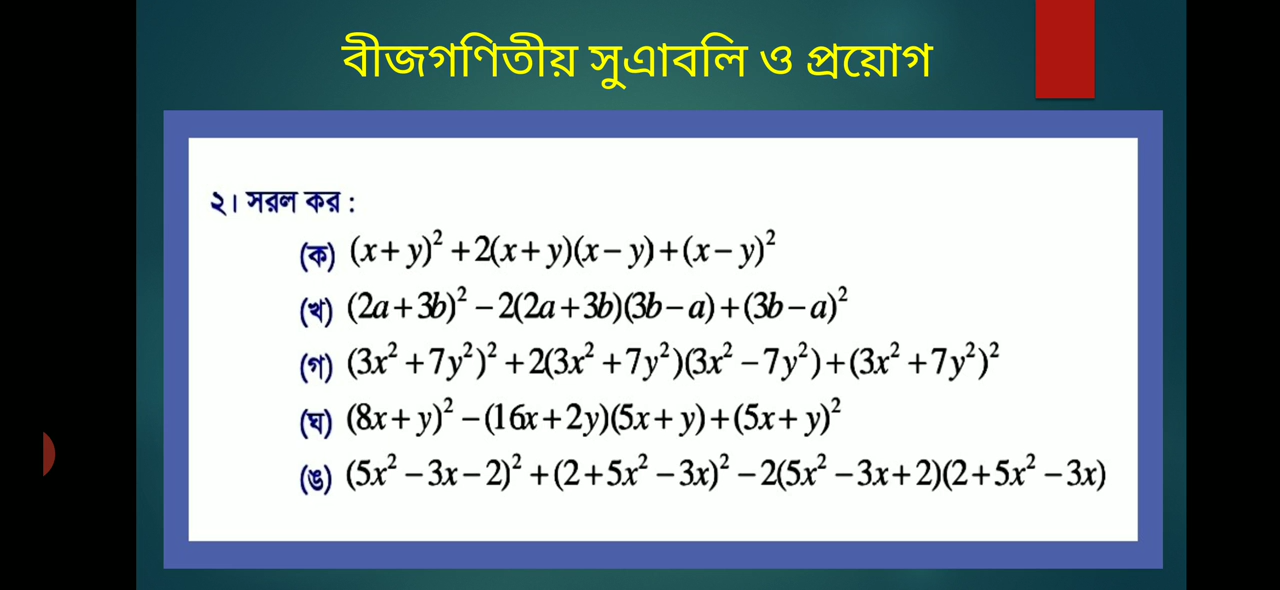 বীজগণিতীয় সুএাবলি ও প্রয়োগ
২। সরল কর :
(ক) (x + y)² + 2(x + y)(x − y) + (x − y)²
(খ) (2a + 3b)² − 2(2a + 3b)(3b − a) + (3b − a)²
(গ) (3x² + 7y²)² + 2(3x² + 7y²)(3x² − 7y²) + (3x² + 7y²)²
(ঘ) (8x + y)² − (16x + 2y)(5x + y) + (5x + y)²
(ঙ) (5x² − 3x − 2)² + (2 + 5x² − 3x)² − 2(5x² − 3x + 2)(2 + 5x² − 3x)